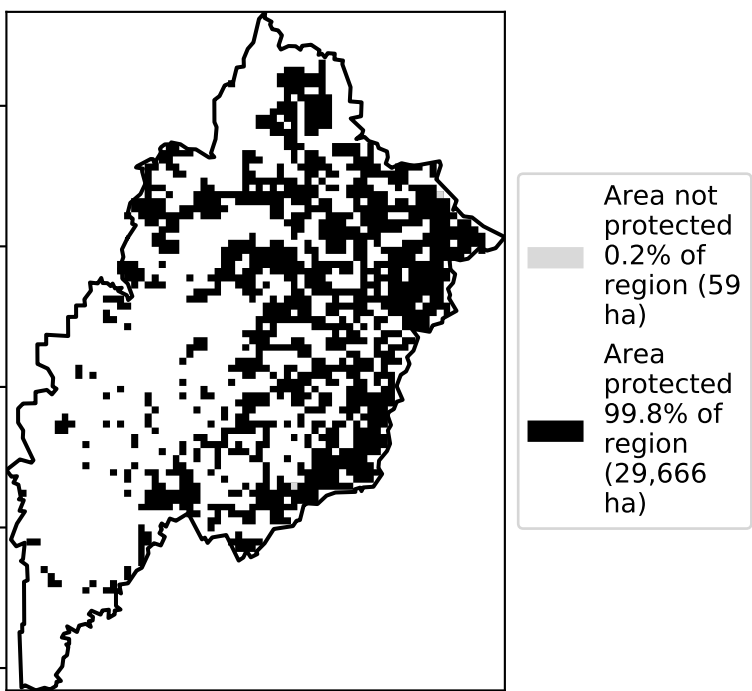 Area not
protected
0.2% of
region (59
ha)
Area
protected
99.8% of
region
(29,666
ha)